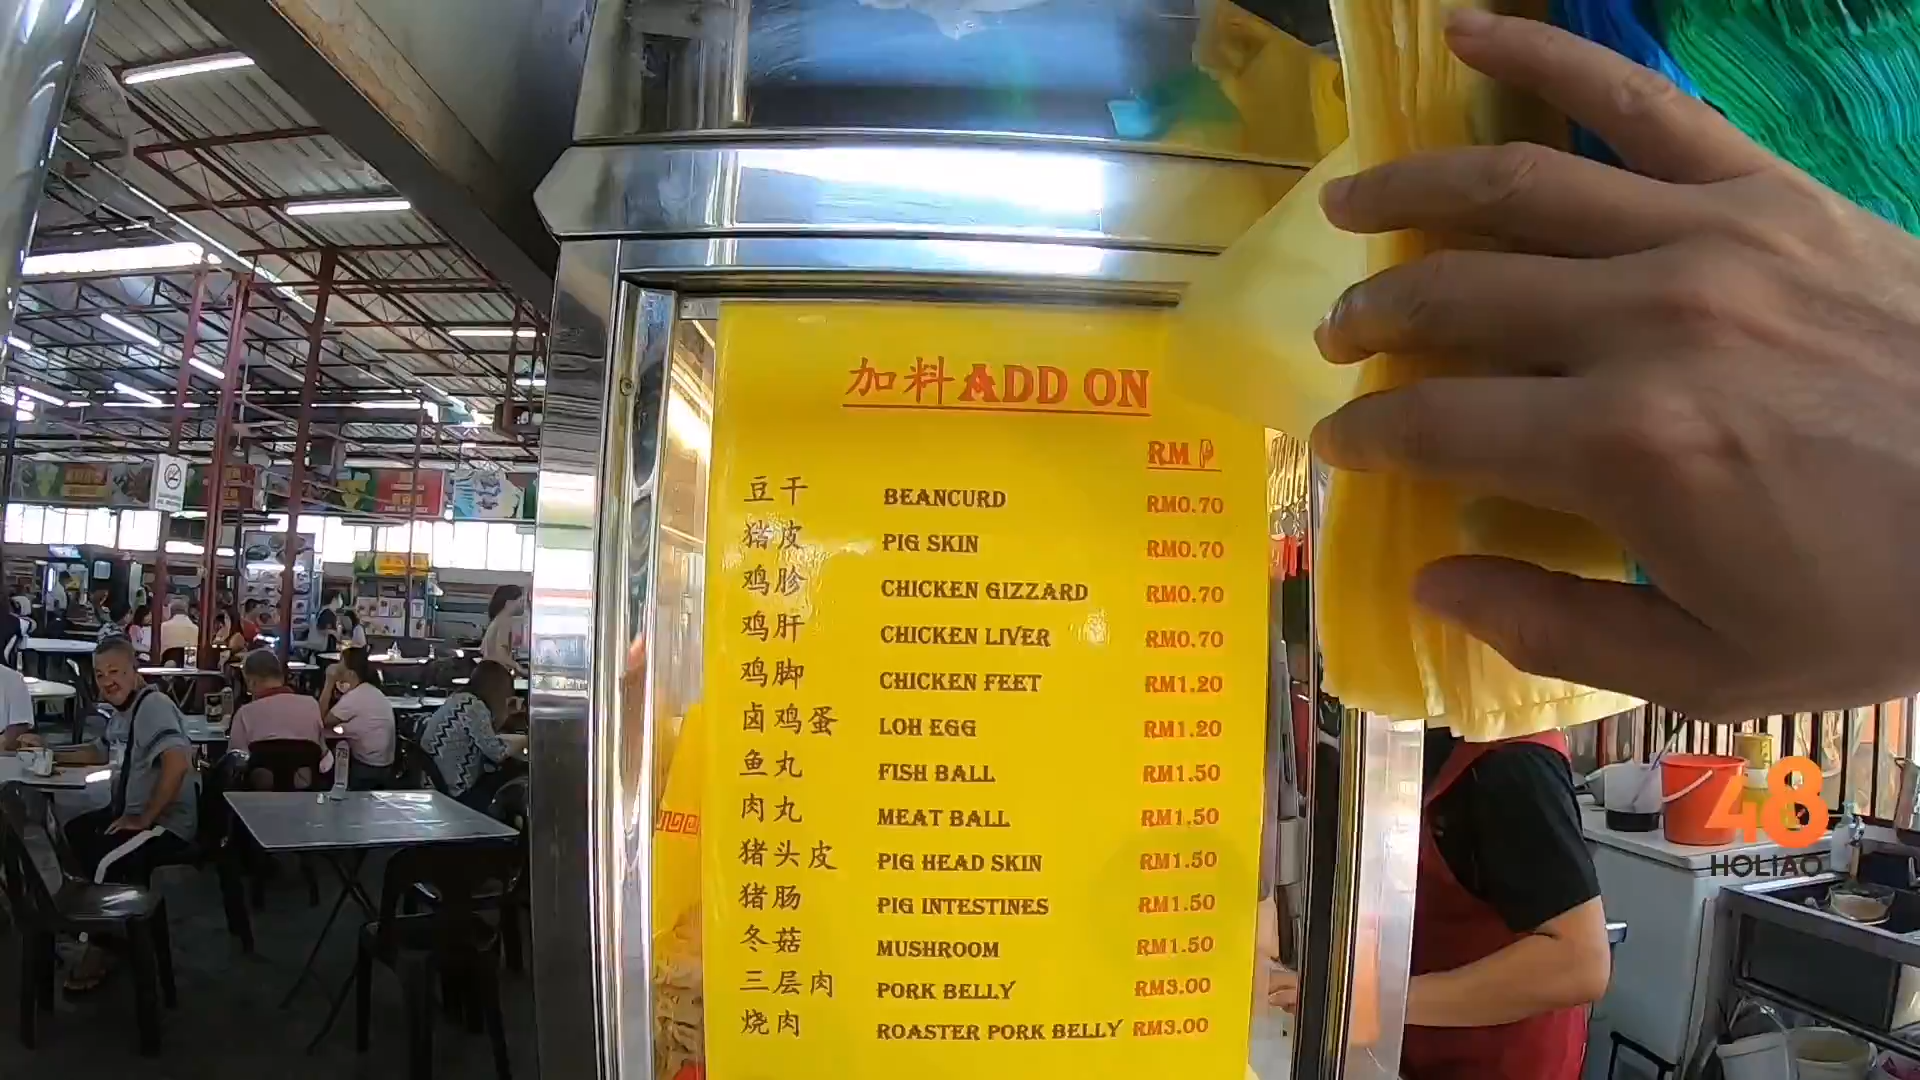 加料 ADD ON
RM
豆干 BEANCURD RM0.70
猪皮 PIG SKIN RM0.70
鸡胗 CHICKEN GIZZARD RM0.70
鸡肝 CHICKEN LIVER RM0.70
鸡脚 CHICKEN FEET RM1.20
卤鸡蛋 LOH EGG RM1.20
鱼丸 FISH BALL RM1.50
肉丸 MEAT BALL RM1.50
猪头皮 PIG HEAD SKIN RM1.50
猪肠 PIG INTESTINES RM1.50
冬菇 MUSHROOM RM1.50
三层肉 PORK BELLY RM3.00
烧肉 ROASTER PORK BELLY RM3.00
48
HOLIAO